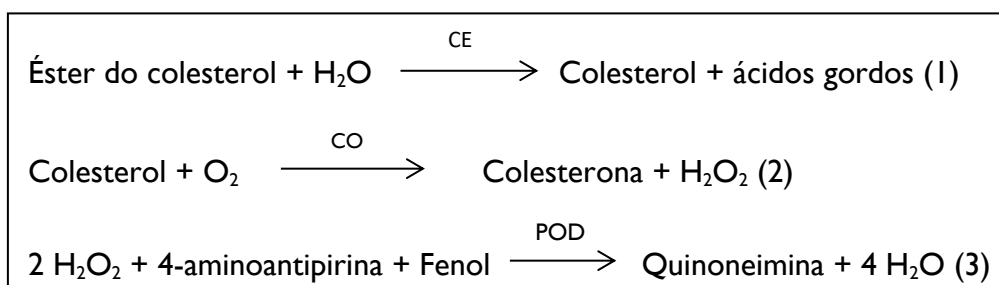 CE
Éster do colesterol + H₂O ⟶ Colesterol + ácidos gordos (1)
CO
Colesterol + O₂ ⟶ Colesterona + H₂O₂ (2)
POD
2 H₂O₂ + 4-aminoantipirina + Fenol ⟶ Quinoneimina + 4 H₂O (3)